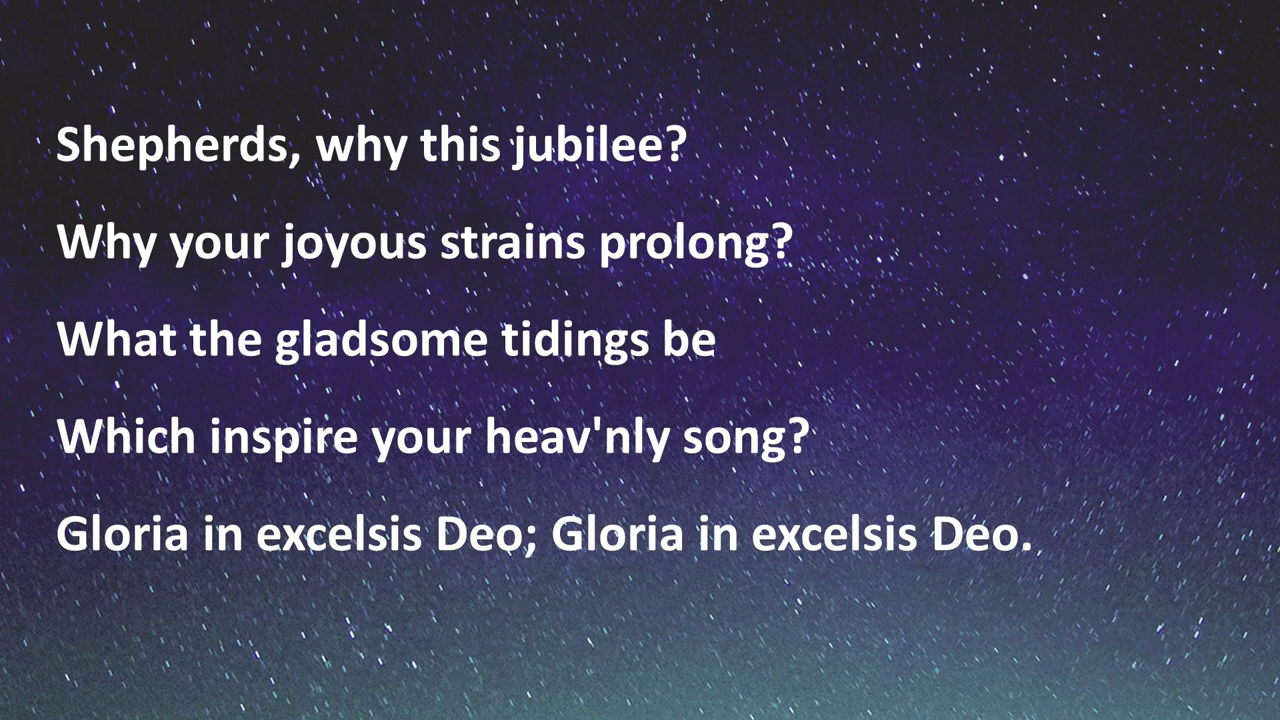 Shepherds, why this jubilee?
Why your joyous strains prolong?
What the gladsome tidings be
Which inspire your heav'nly song?
Gloria in excelsis Deo; Gloria in excelsis Deo.